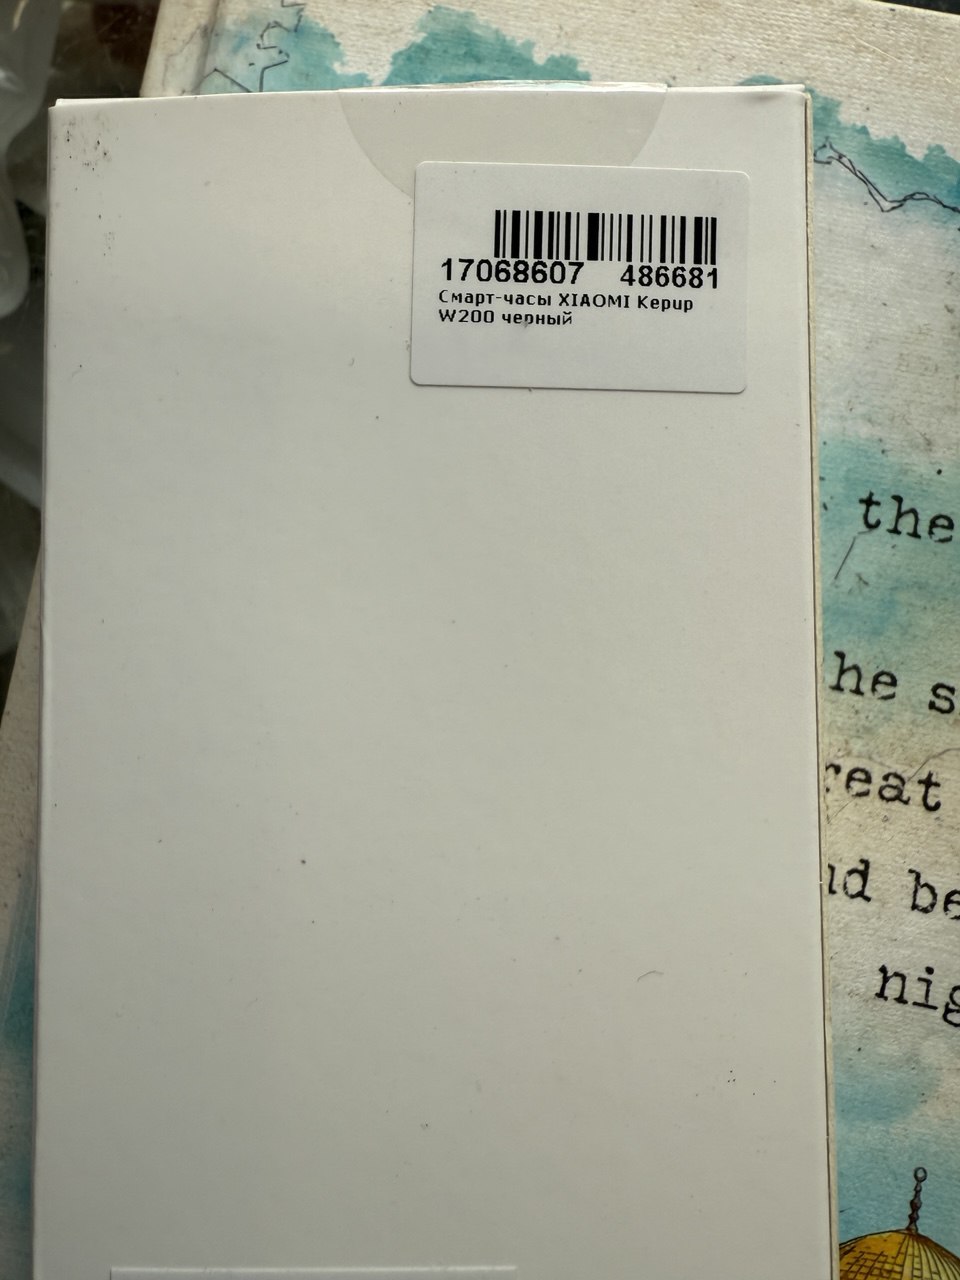 17068607 486681
Смарт-часы XIAOMI Kepup
W200 черный
the
he s
reat
nd be
nig